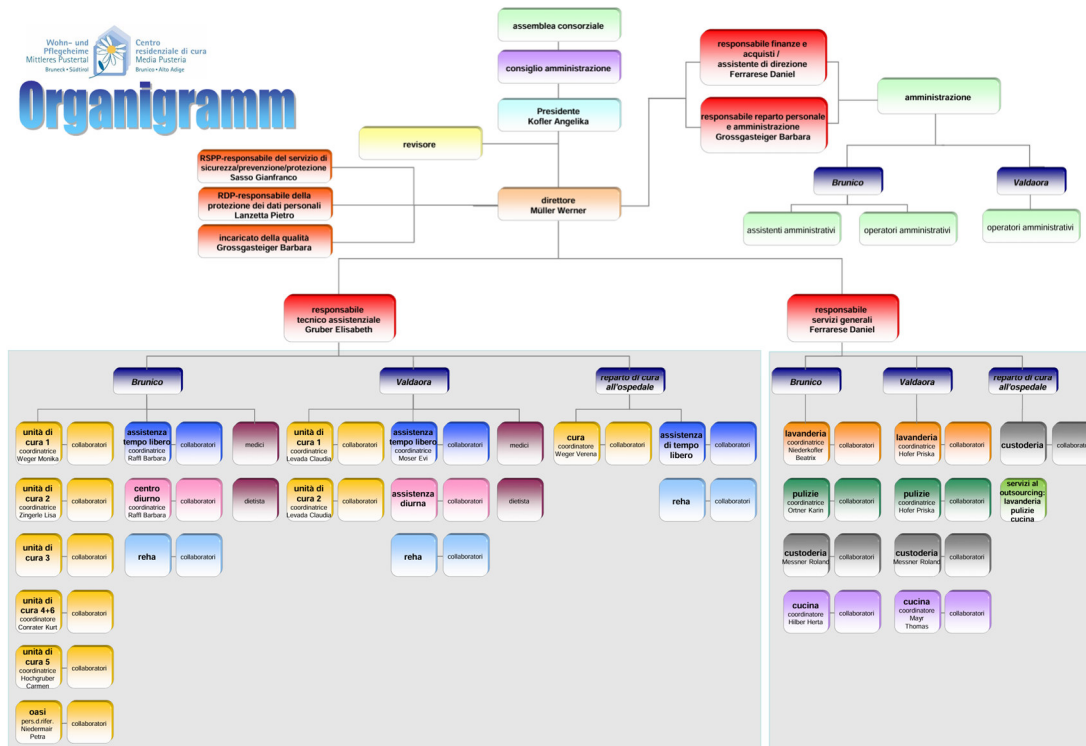 Wohn- und
Pflegeheime
Mittleres Pustertal
Bruneck • Südtirol
Centro
residenziale di cura
Media Pusteria
Brunico • Alto Adige
Organigramm
assemblea consorziale
consiglio amministrazione
Presidente
Kofler Angelika
revisore
direttore
Müller Werner
RSPP-responsabile del servizio di
sicurezza/prevenzione/protezione
Sasso Gianfranco
RDP-responsabile della
protezione dei dati personali
Lanzetta Pietro
incaricato della qualità
Grossgasteiger Barbara
responsabile finanze e
acquisti /
assistente di direzione
Ferrarese Daniel
responsabile reparto personale
e amministrazione
Grossgasteiger Barbara
amministrazione
Brunico
Valdaora
assistenti amministrativi
operatori amministrativi
operatori amministrativi
responsabile
tecnico assistenziale
Gruber Elisabeth
responsabile
servizi generali
Ferrarese Daniel
Brunico
unità di
cura 1
coordinatrice
Weger Monika
collaboratori
assistenza
tempo libero
coordinatrice
Raffl Barbara
collaboratori
medici
unità di
cura 2
coordinatrice
Zingerle Lisa
collaboratori
centro
diurno
coordinatrice
Raffl Barbara
collaboratori
dietista
unità di
cura 3
collaboratori
reha
collaboratori
unità di
cura 4+6
coordinatore
Conrater Kurt
collaboratori
unità di
cura 5
coordinatrice
Hochgruber
Carmen
collaboratori
oasi
pers.d.rifer.
Niedermair
Petra
collaboratori
Valdaora
unità di
cura 1
coordinatrice
Levada Claudia
collaboratori
assistenza
tempo libero
coordinatrice
Moser Evi
collaboratori
medici
unità di
cura 2
coordinatrice
Levada Claudia
collaboratori
assistenza
diurna
collaboratori
dietista
reha
collaboratori
reparto di cura
all'ospedale
cura
coordinatore
Weger Verena
collaboratori
assistenza
di tempo
libero
collaboratori
reha
collaboratori
Brunico
lavanderia
coordinatrice
Niederkofler
Beatrix
collaboratori
pulizie
coordinatrice
Ortner Karin
collaboratori
custoderia
Messner Roland
collaboratori
cucina
coordinatore
Hilber Herta
collaboratori
Valdaora
lavanderia
coordinatrice
Hofer Priska
collaboratori
pulizie
coordinatrice
Hofer Priska
collaboratori
custoderia
Messner Roland
collaboratori
cucina
coordinatore
Mayr
Thomas
collaboratori
reparto di cura
all'ospedale
custoderia
collaboratori
servizi al
outsourcing:
lavanderia
pulizie
cucina